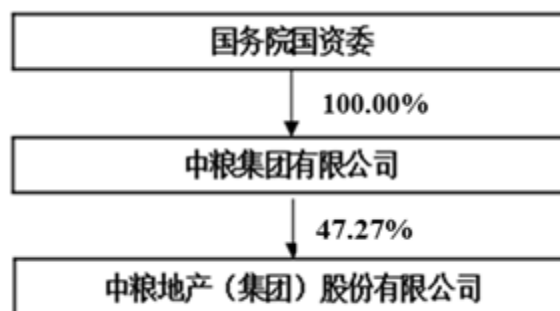 国务院国资委
100.00%
中粮集团有限公司
47.27%
中粮地产（集团）股份有限公司